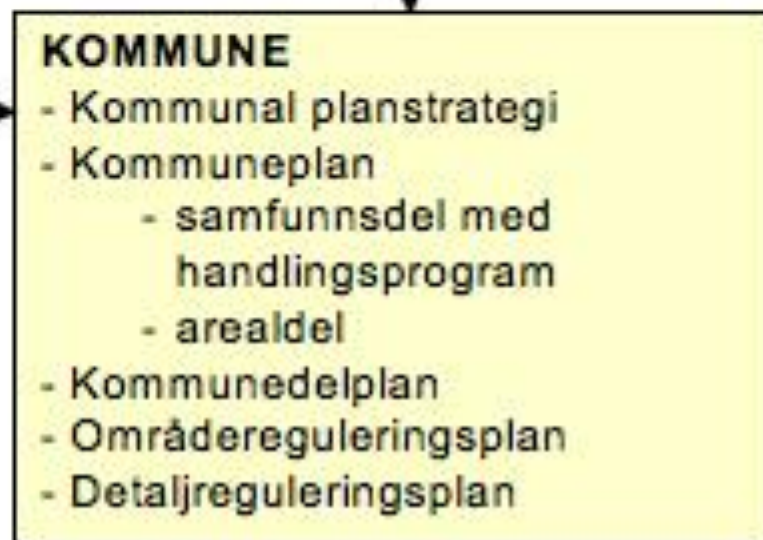 KOMMUNE
- Kommunal planstrategi
- Kommuneplan
- samfunnsdel med
handlingsprogram
- arealdel
- Kommunedelplan
- Områdereguleringsplan
- Detaljreguleringsplan